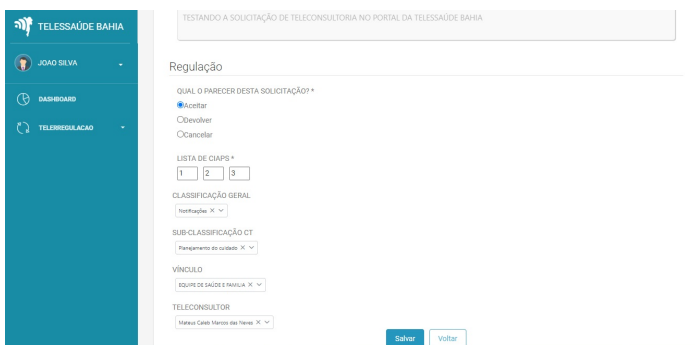 TELESSAÚDE BAHIA
JOAO SILVA
DASHBOARD
TELERREGULACAO
TESTANDO A SOLICITAÇÃO DE TELECONSULTORIA NO PORTAL DA TELESSAÚDE BAHIA
Regulação
QUAL O PARECER DESTA SOLICITAÇÃO? *
Aceitar
Devolver
Cancelar
LISTA DE CIAPS *
1 2 3
CLASSIFICAÇÃO GERAL
Notificações
SUB-CLASSIFICAÇÃO CT
Planejamento do cuidado
VÍNCULO
EQUIPE DE SAÚDE E FAMILIA
TELECONSULTOR
Mateus Caleb Marcos das Neves
Salvar Voltar